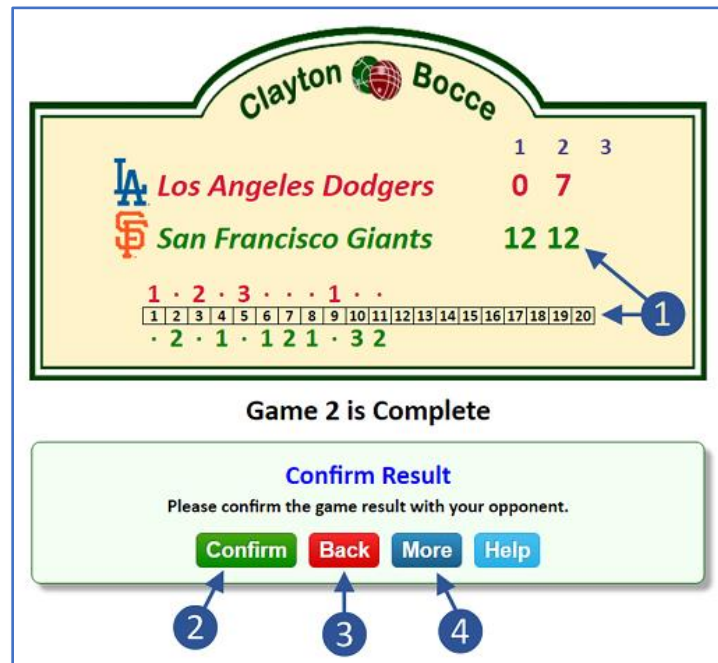 Clayton Bocce
1 2 3
LA Los Angeles Dodgers 0 7
SF San Francisco Giants 12 12
1 · 2 · 3 · · · 1 · ·
1 2 3 4 5 6 7 8 9 10 11 12 13 14 15 16 17 18 19 20
· 2 · 1 · 1 2 1 · 3 2
1
Game 2 is Complete
Confirm Result
Please confirm the game result with your opponent.
Confirm Back More Help
2 3 4